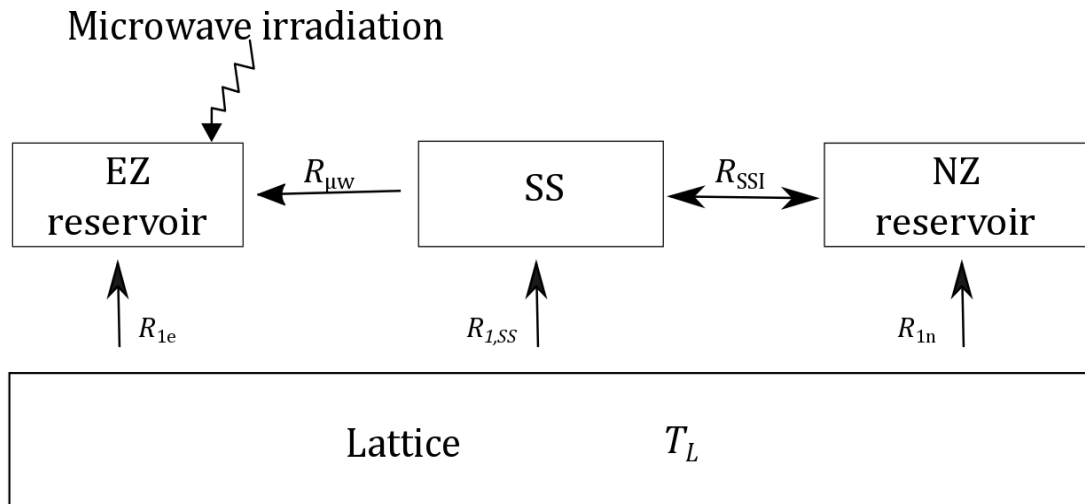 Microwave irradiation
EZ
reservoir
R_μw
SS
R_SSI
NZ
reservoir
R_1e
R_1,SS
R_1n
Lattice T_L